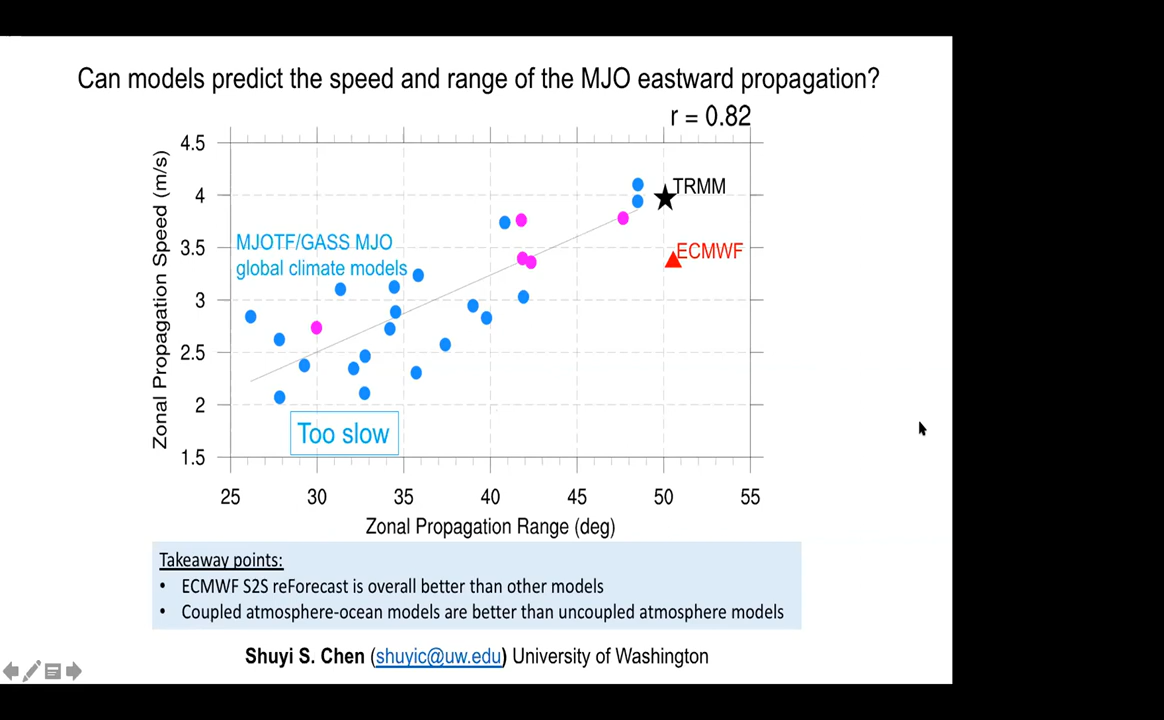 Can models predict the speed and range of the MJO eastward propagation?
r = 0.82
Zonal Propagation Speed (m/s)
4.5
4
3.5
3
2.5
2
1.5
TRMM
ECMWF
MJOTF/GASS MJO
global climate models
Too slow
25 30 35 40 45 50 55
Zonal Propagation Range (deg)
Takeaway points:
• ECMWF S2S reForecast is overall better than other models
• Coupled atmosphere-ocean models are better than uncoupled atmosphere models
Shuyi S. Chen (shuyic@uw.edu) University of Washington